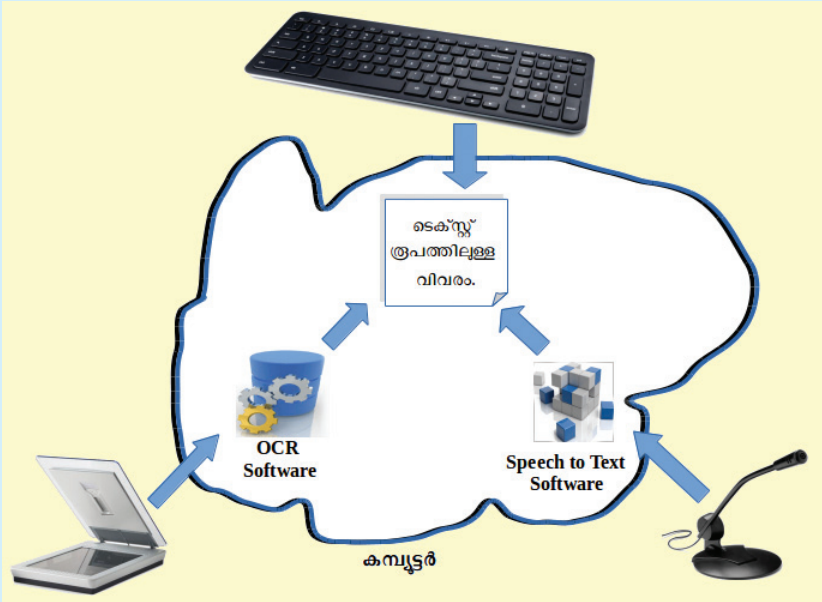 ടെക്സ്റ്റ്
രൂപത്തിലുള്ള
വിവരം.
OCR
Software
Speech to Text
Software
കമ്പ്യൂട്ടർ